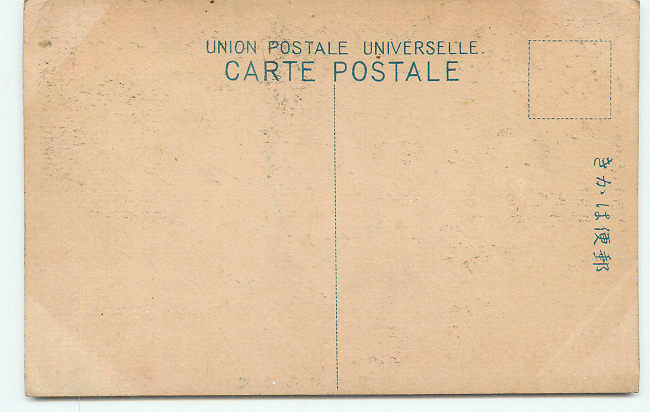 UNION POSTALE UNIVERSELLE.
CARTE POSTALE
郵便はかき